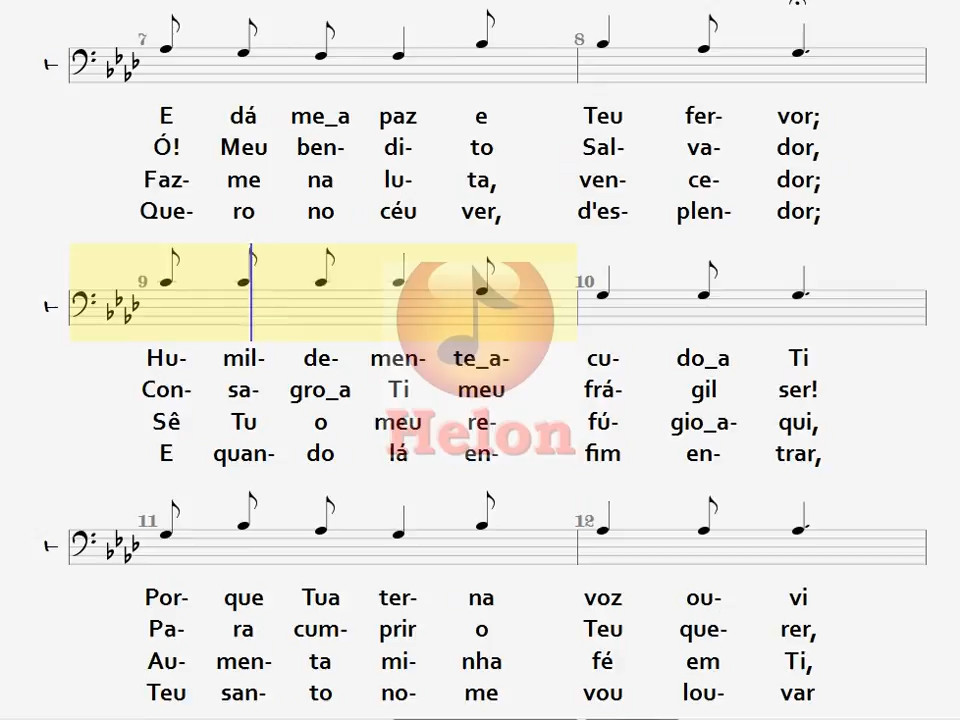 7 8
E dá me_a paz e Teu fer- vor;
Ó! Meu ben- di- to Sal- va- dor,
Faz- me na lu- ta, ven- ce- dor;
Que- ro no céu ver, d'es- plen- dor;
9 10
Hu- mil- de- men- te_a- cu- do_a Ti
Con- sa- gro_a Ti meu frá- gil ser!
Sê Tu o meu re- fú- gio_a- qui,
E quan- do lá en- fim en- trar,
Helon
11 12
Por- que Tua ter- na voz ou- vi
Pa- ra cum- prir o Teu que- rer,
Au- men- ta mi- nha fé em Ti,
Teu san- to no- me vou lou- var